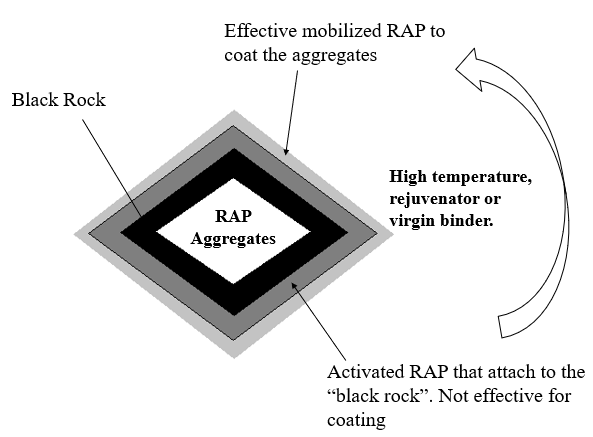 Effective mobilized RAP to
coat the aggregates
Black Rock
High temperature,
rejuvenator or
virgin binder.
RAP
Aggregates
Activated RAP that attach to the
“black rock”. Not effective for
coating